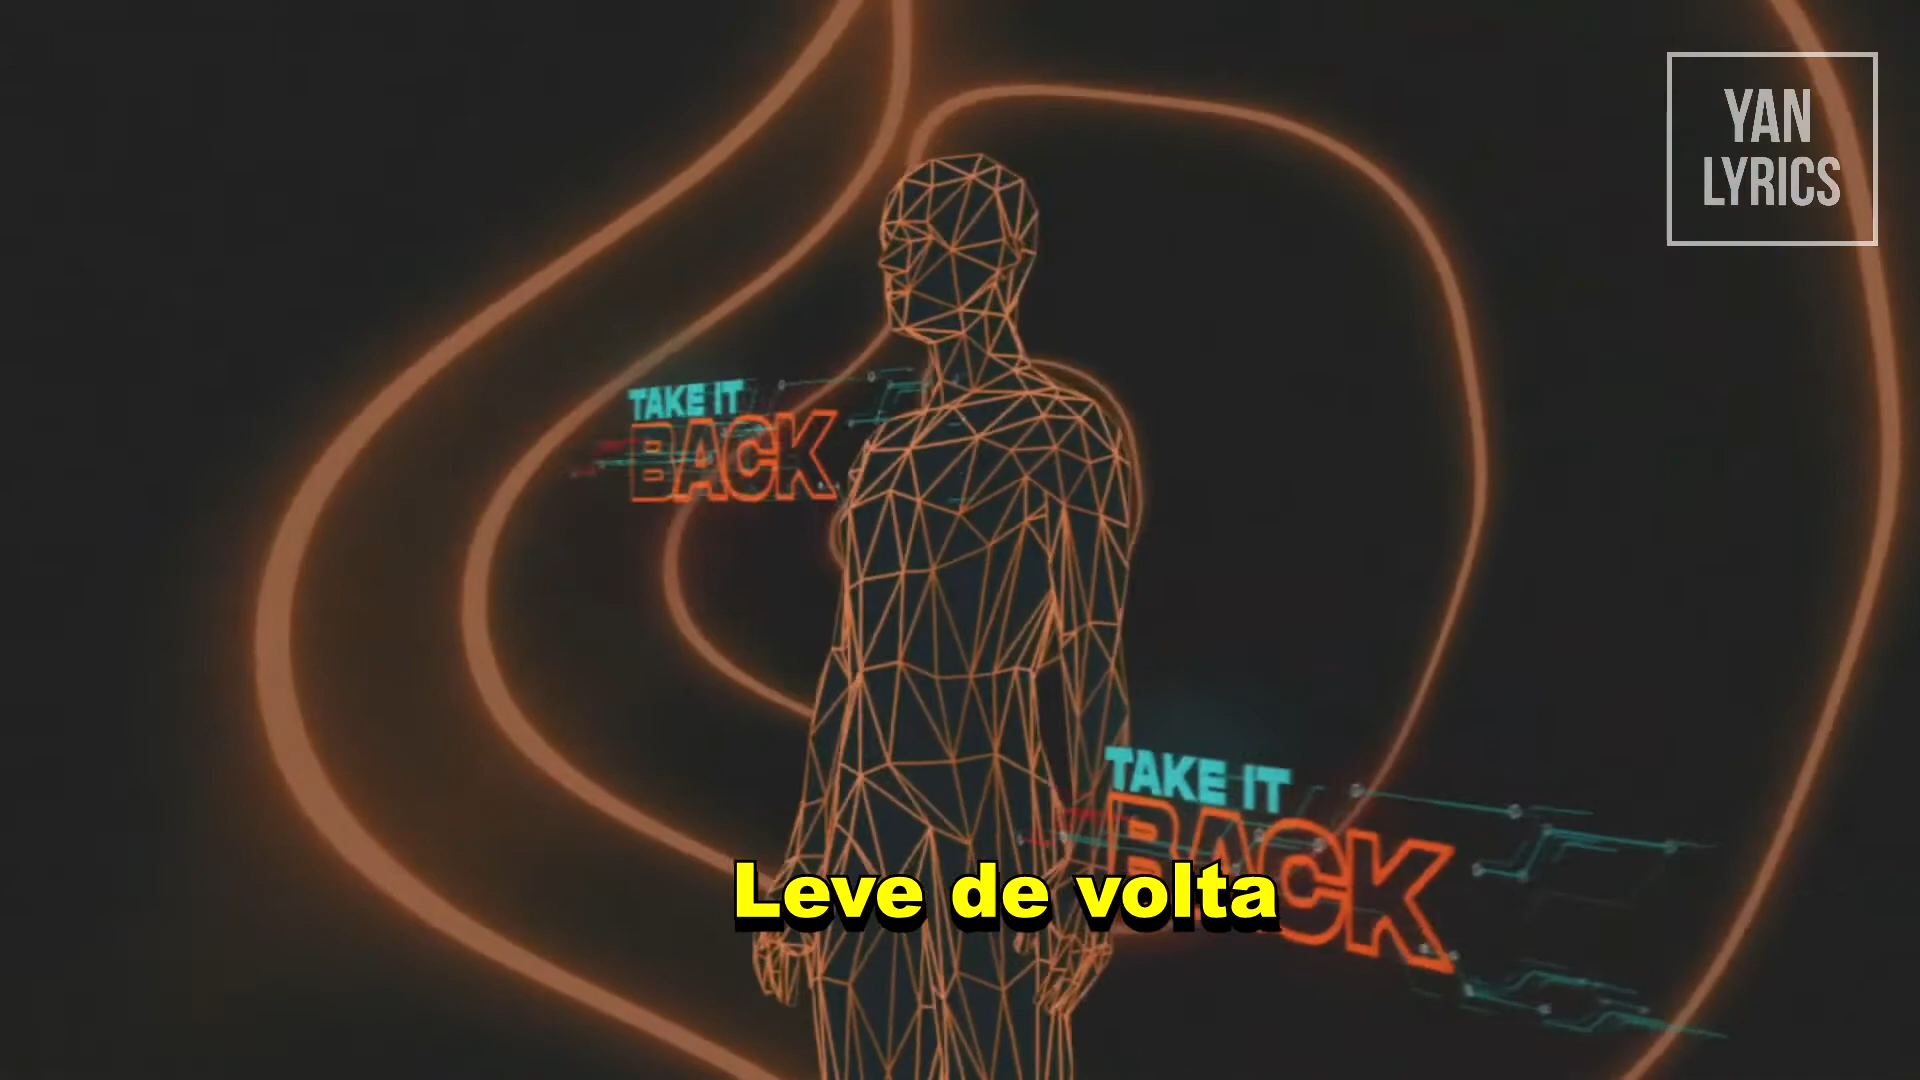 YAN
LYRICS
TAKE IT
BACK
TAKE IT
BACK
Leve de volta